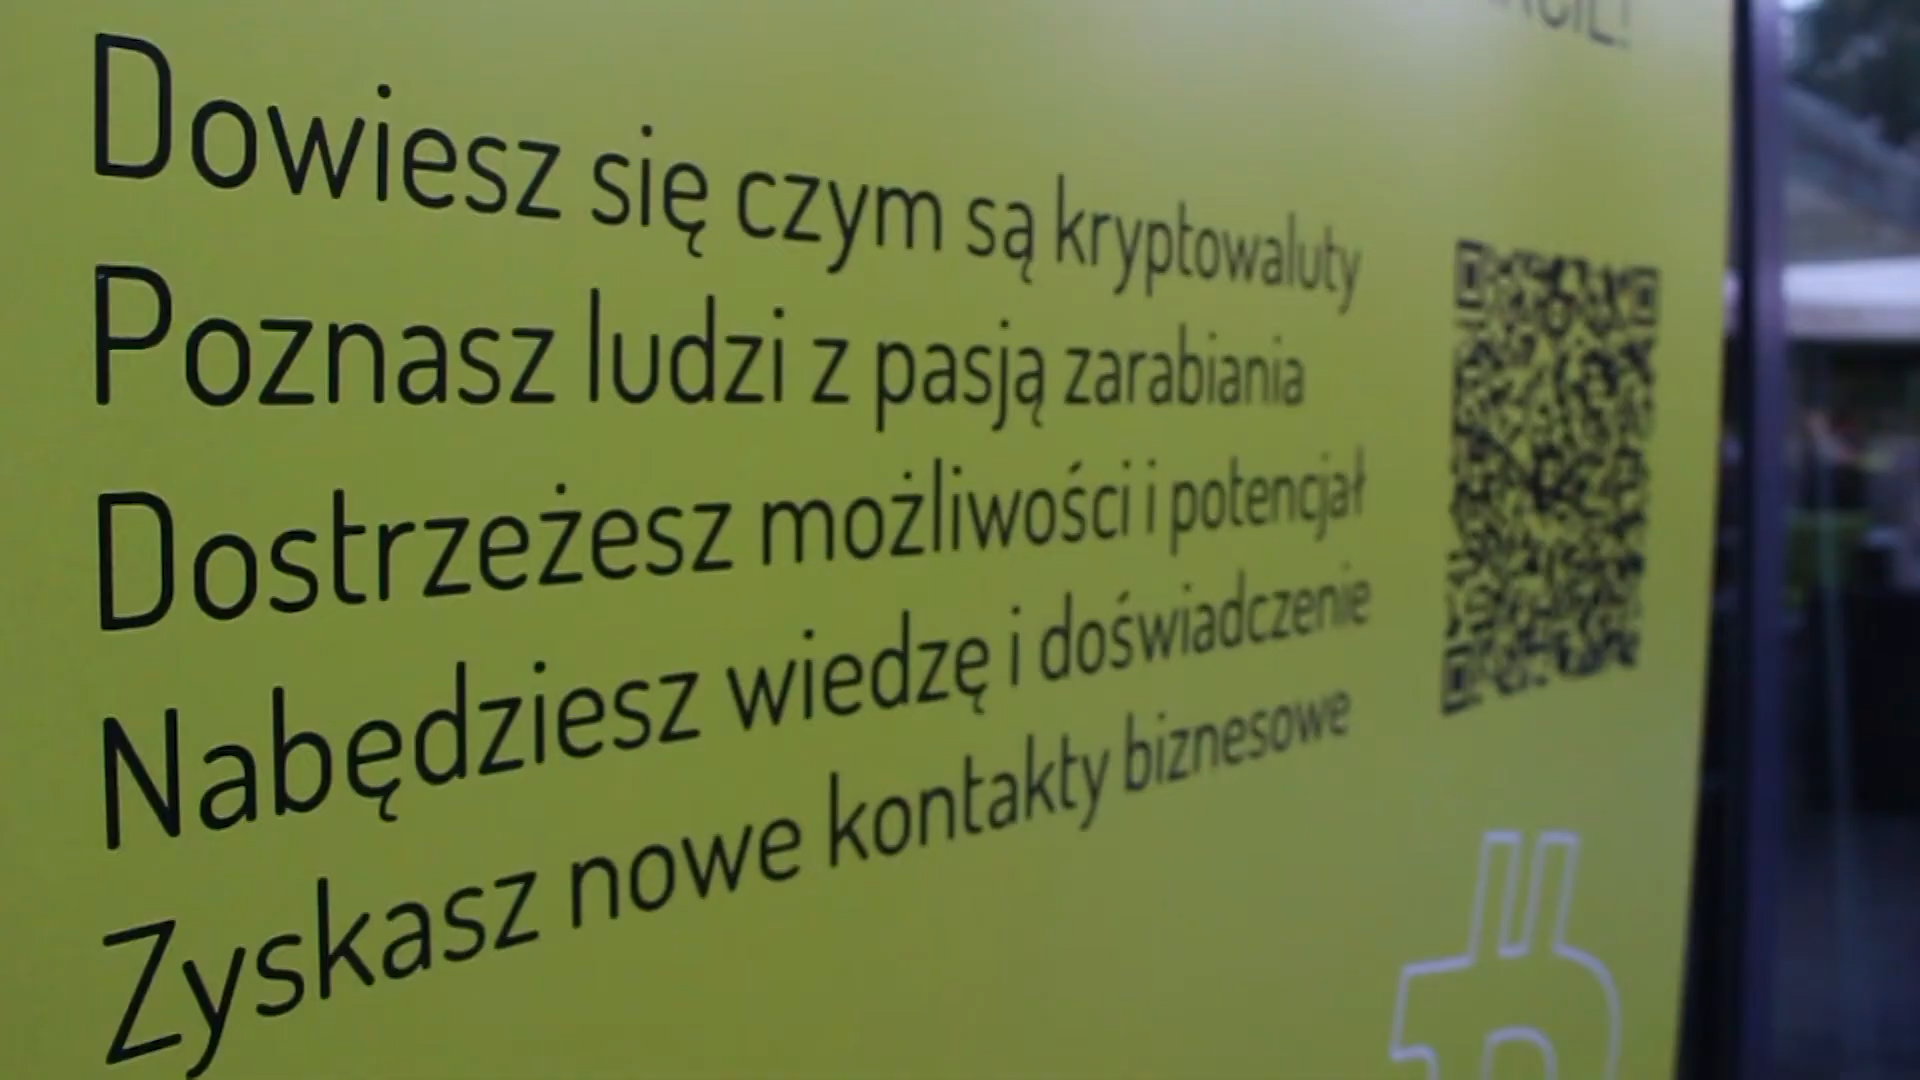 Dowiesz się czym są kryptowaluty
Poznasz ludzi z pasją zarabiania
Dostrzeżesz możliwości i potencjał
Nabędziesz wiedzę i doświadczenie
Zyskasz nowe kontakty biznesowe